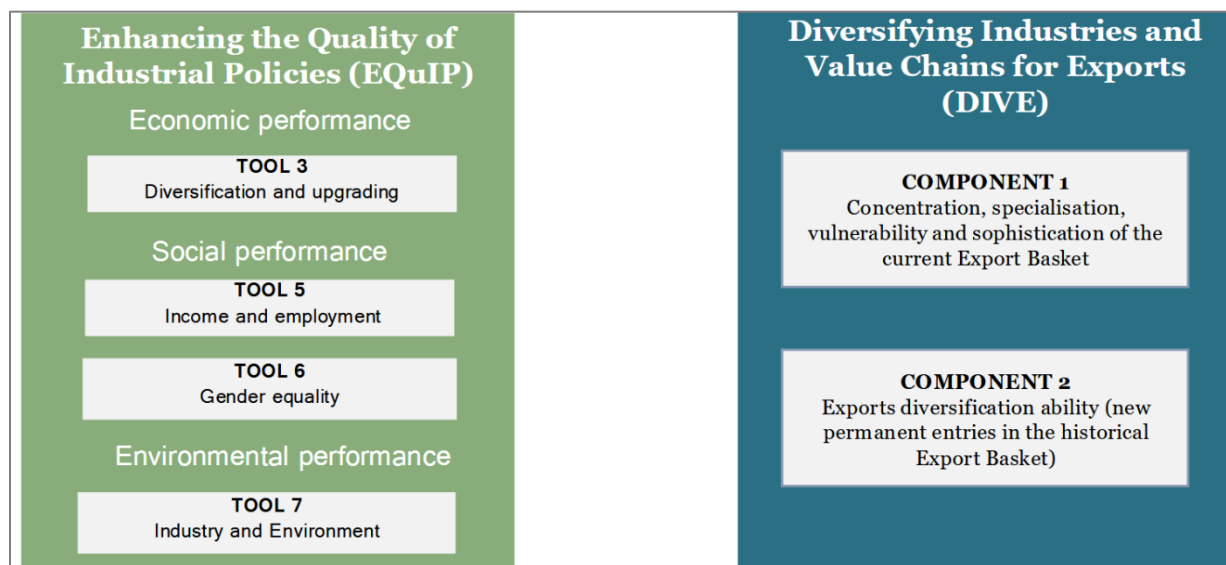 Enhancing the Quality of
Industrial Policies (EQuIP)
Economic performance
TOOL 3
Diversification and upgrading
Social performance
TOOL 5
Income and employment
TOOL 6
Gender equality
Environmental performance
TOOL 7
Industry and Environment
Diversifying Industries and
Value Chains for Exports
(DIVE)
COMPONENT 1
Concentration, specialisation,
vulnerability and sophistication of the
current Export Basket
COMPONENT 2
Exports diversification ability (new
permanent entries in the historical
Export Basket)